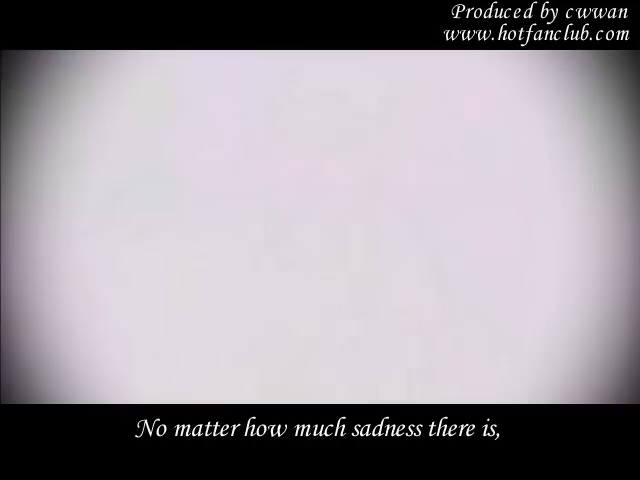 Produced by cwwan
www.hotfanclub.com
No matter how much sadness there is,